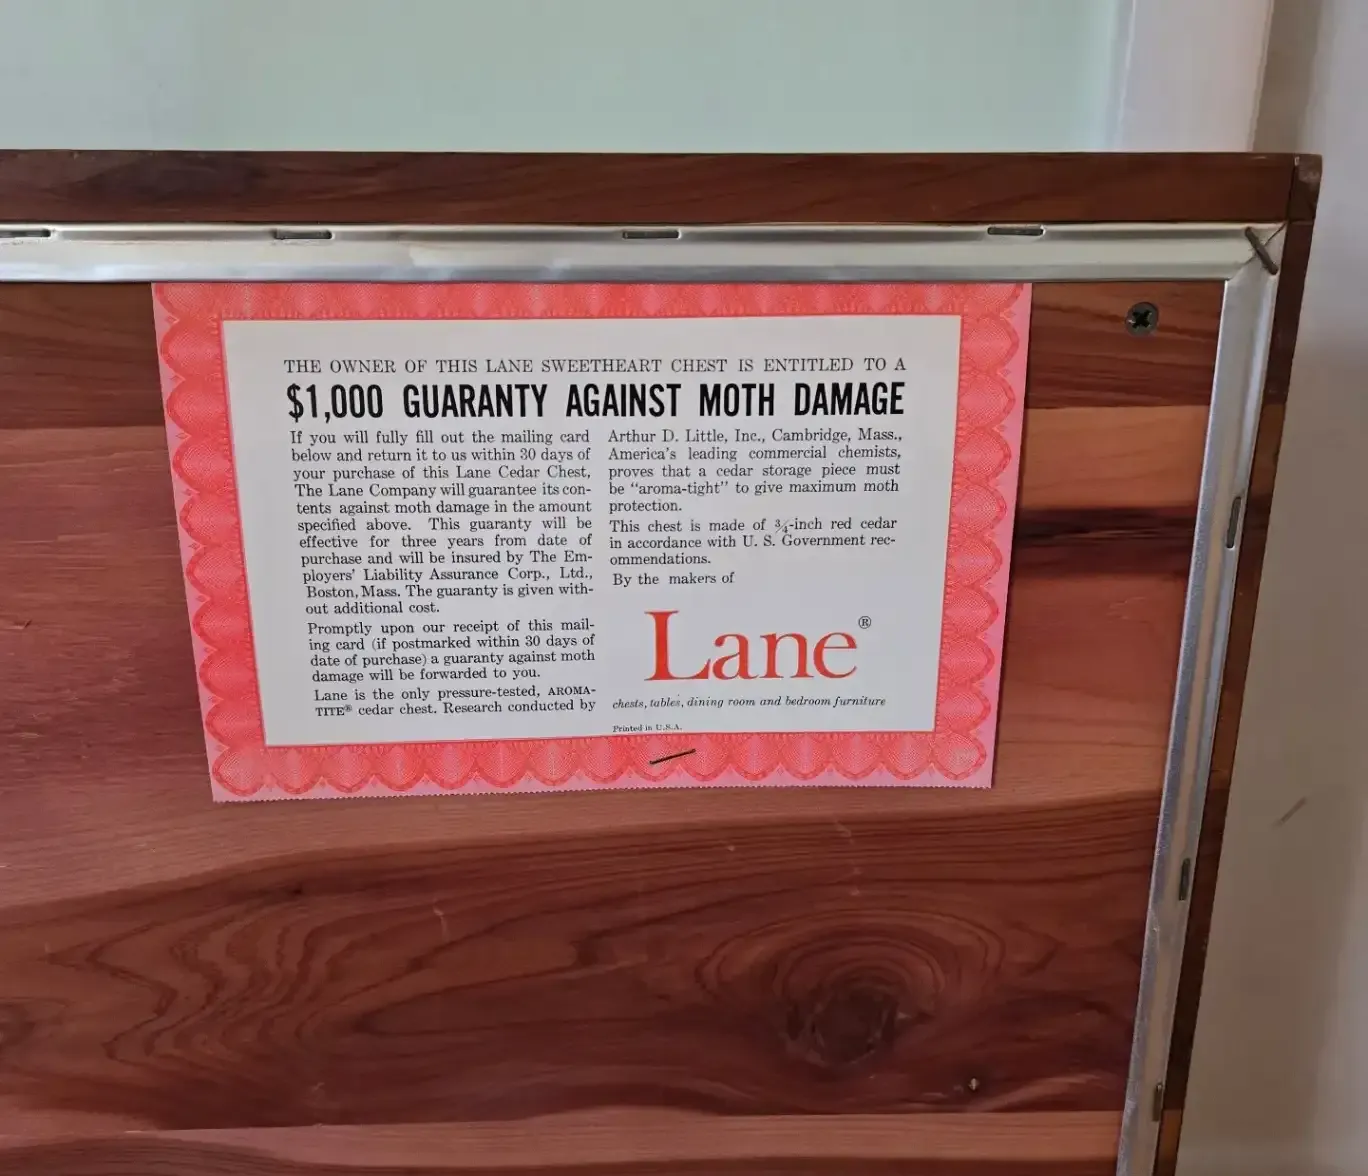 THE OWNER OF THIS LANE SWEETHEART CHEST IS ENTITLED TO A
$1,000 GUARANTY AGAINST MOTH DAMAGE
If you will fully fill out the mailing card
below and return it to us within 30 days of
your purchase of this Lane Cedar Chest,
The Lane Company will guarantee its con-
tents against moth damage in the amount
specified above. This guaranty will be
effective for three years from date of
purchase and will be insured by The Em-
ployers' Liability Assurance Corp., Ltd.,
Boston, Mass. The guaranty is given with-
out additional cost.
Promptly upon our receipt of this mail-
ing card (if postmarked within 30 days of
date of purchase) a guaranty against moth
damage will be forwarded to you.
Lane is the only pressure-tested, AROMA-
TITE® cedar chest. Research conducted by
Arthur D. Little, Inc., Cambridge, Mass.,
America's leading commercial chemists,
proves that a cedar storage piece must
be "aroma-tight" to give maximum moth
protection.
This chest is made of ¾-inch red cedar
in accordance with U. S. Government rec-
ommendations.
By the makers of
Lane®
chests, tables, dining room and bedroom furniture
Printed in U.S.A.